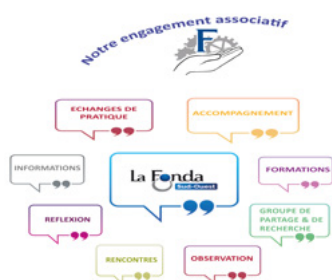 Notre engagement associatif
F
ECHANGES DE
PRATIQUE
ACCOMPAGNEMENT
INFORMATIONS
La Fonda
Sud-Ouest
FORMATIONS
REFLEXION
GROUPE DE
PARTAGE & DE
RECHERCHE
RENCONTRES
OBSERVATION